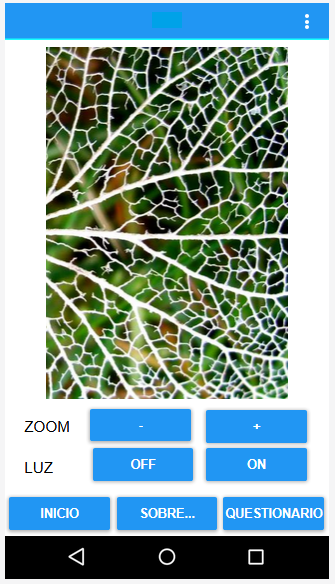 ZOOM - +
LUZ OFF ON
INICIO SOBRE... QUESTIONARIO